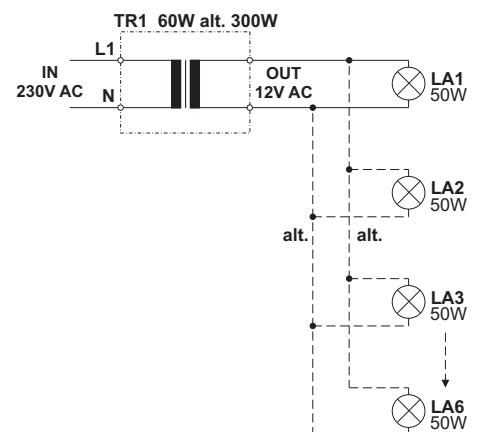 TR1 60W alt. 300W
L1
IN
230V AC
N
OUT
12V AC
LA1
50W
LA2
50W
alt.
alt.
LA3
50W
LA6
50W